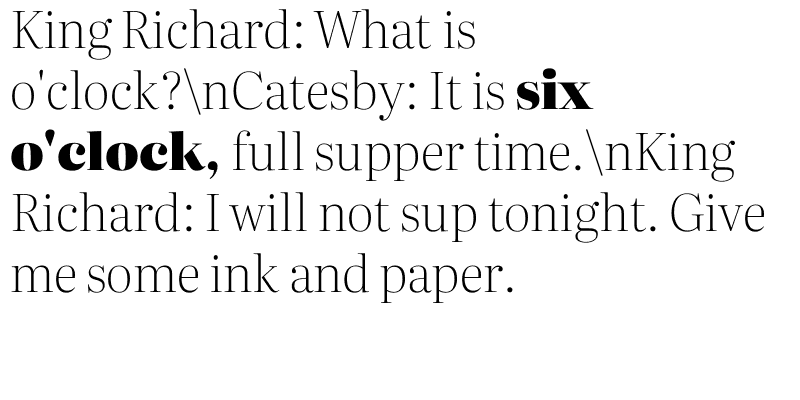 King Richard: What is
o'clock?\nCatesby: It is six
o'clock, full supper time.\nKing
Richard: I will not sup tonight. Give
me some ink and paper.